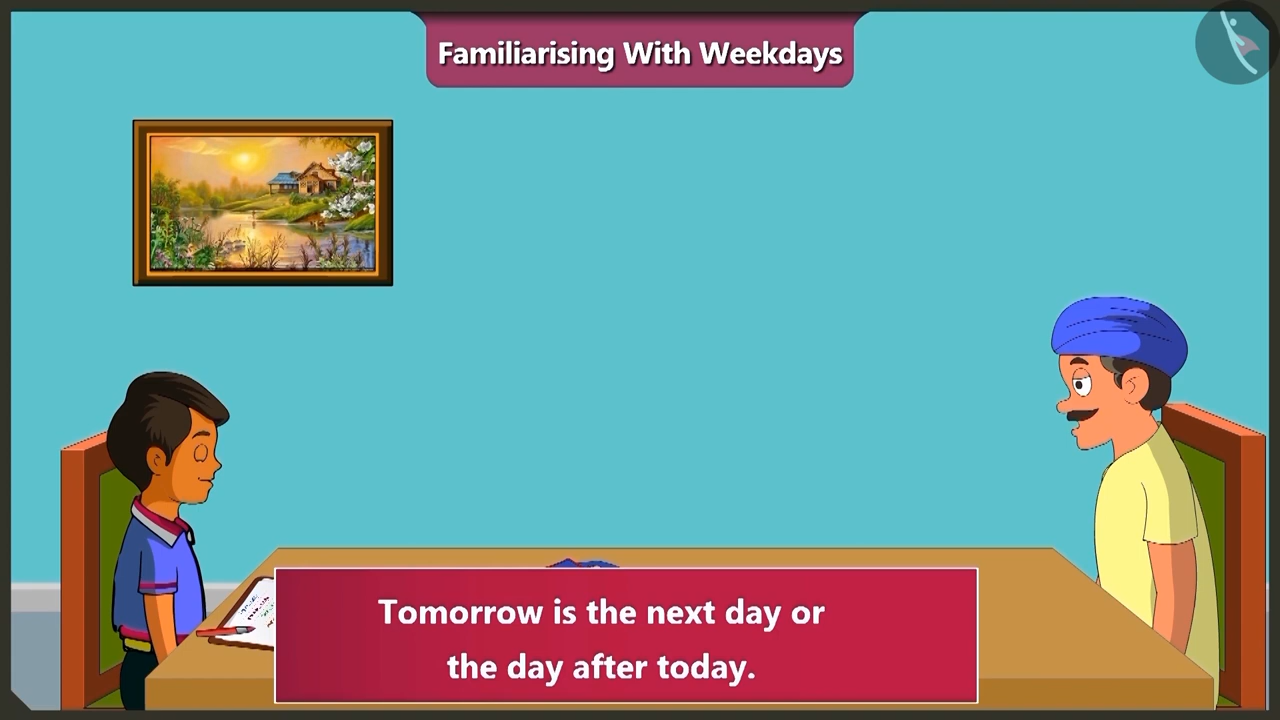 Familiarising With Weekdays
Tomorrow is the next day or
the day after today.